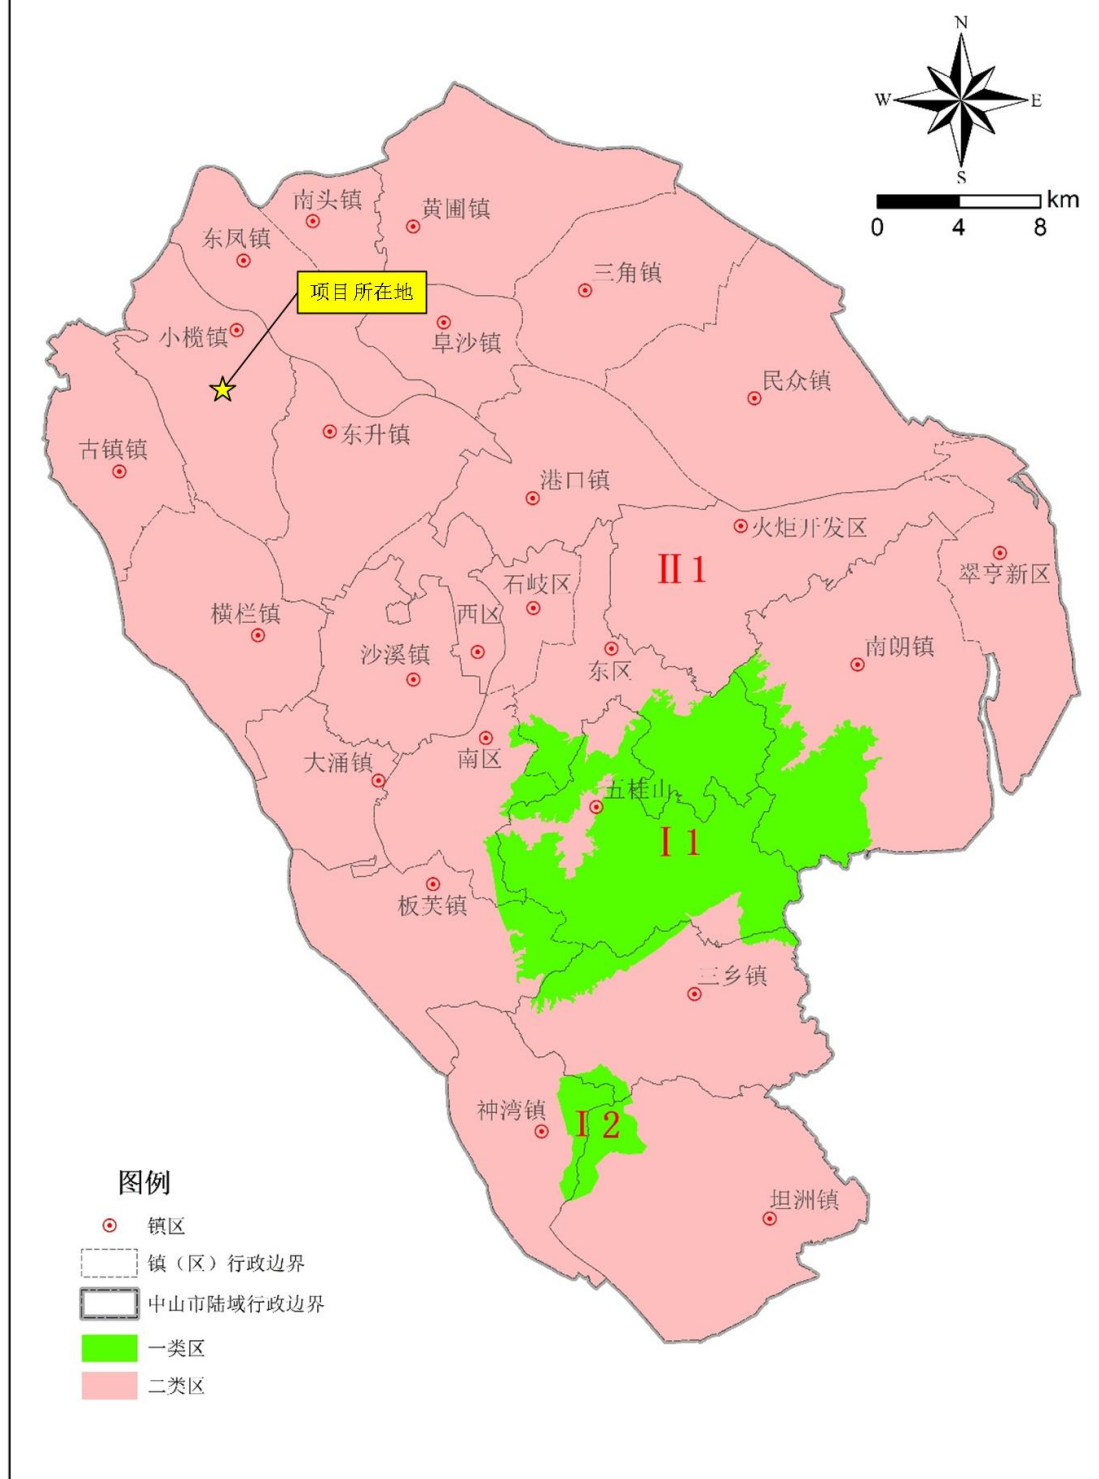 N
W
E
S
km
0 4 8
南头镇
黄圃镇
东凤镇
三角镇
项目所在地
小榄镇
阜沙镇
民众镇
东升镇
古镇镇
港口镇
火炬开发区
Ⅱ1
翠亨新区
石岐区
西区
横栏镇
沙溪镇
东区
南朗镇
南区
大涌镇
五桂山
Ⅰ1
板芙镇
三乡镇
神湾镇
Ⅰ2
坦洲镇
图例
镇区
镇（区）行政边界
中山市陆域行政边界
一类区
二类区